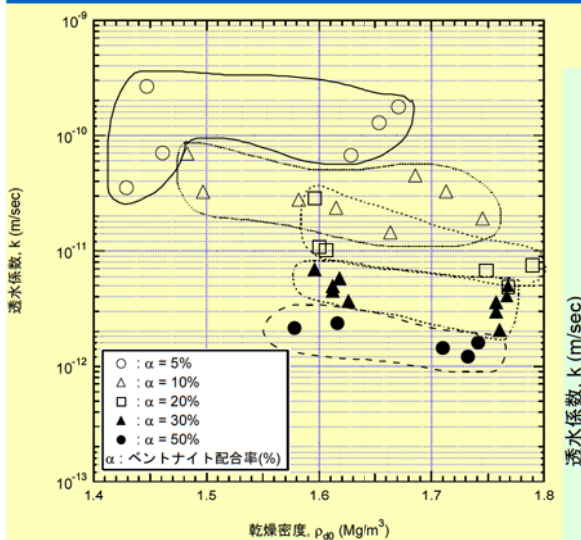 10⁻⁹
10⁻¹⁰
10⁻¹¹
10⁻¹²
10⁻¹³
透水係数, k (m/sec)
○ : α = 5%
△ : α = 10%
□ : α = 20%
▲ : α = 30%
● : α = 50%
α : ベントナイト配合率(%)
1.4 1.5 1.6 1.7 1.8
乾燥密度, ρd0 (Mg/m³)
透水係数, k (m/sec)